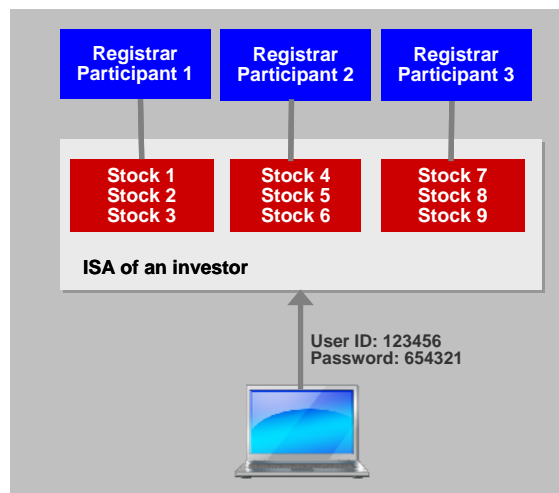 Registrar
Participant 1
Registrar
Participant 2
Registrar
Participant 3
Stock 1
Stock 2
Stock 3
Stock 4
Stock 5
Stock 6
Stock 7
Stock 8
Stock 9
ISA of an investor
User ID: 123456
Password: 654321